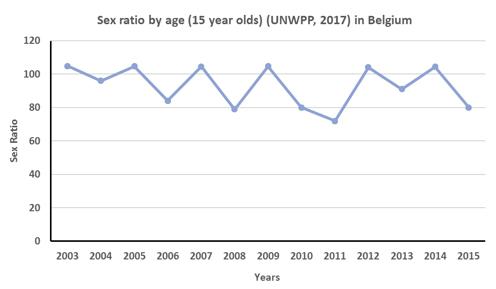 Sex ratio by age (15 year olds) (UNWPP, 2017) in Belgium
120
100
80
60
40
20
0
Sex Ratio
2003 2004 2005 2006 2007 2008 2009 2010 2011 2012 2013 2014 2015
Years